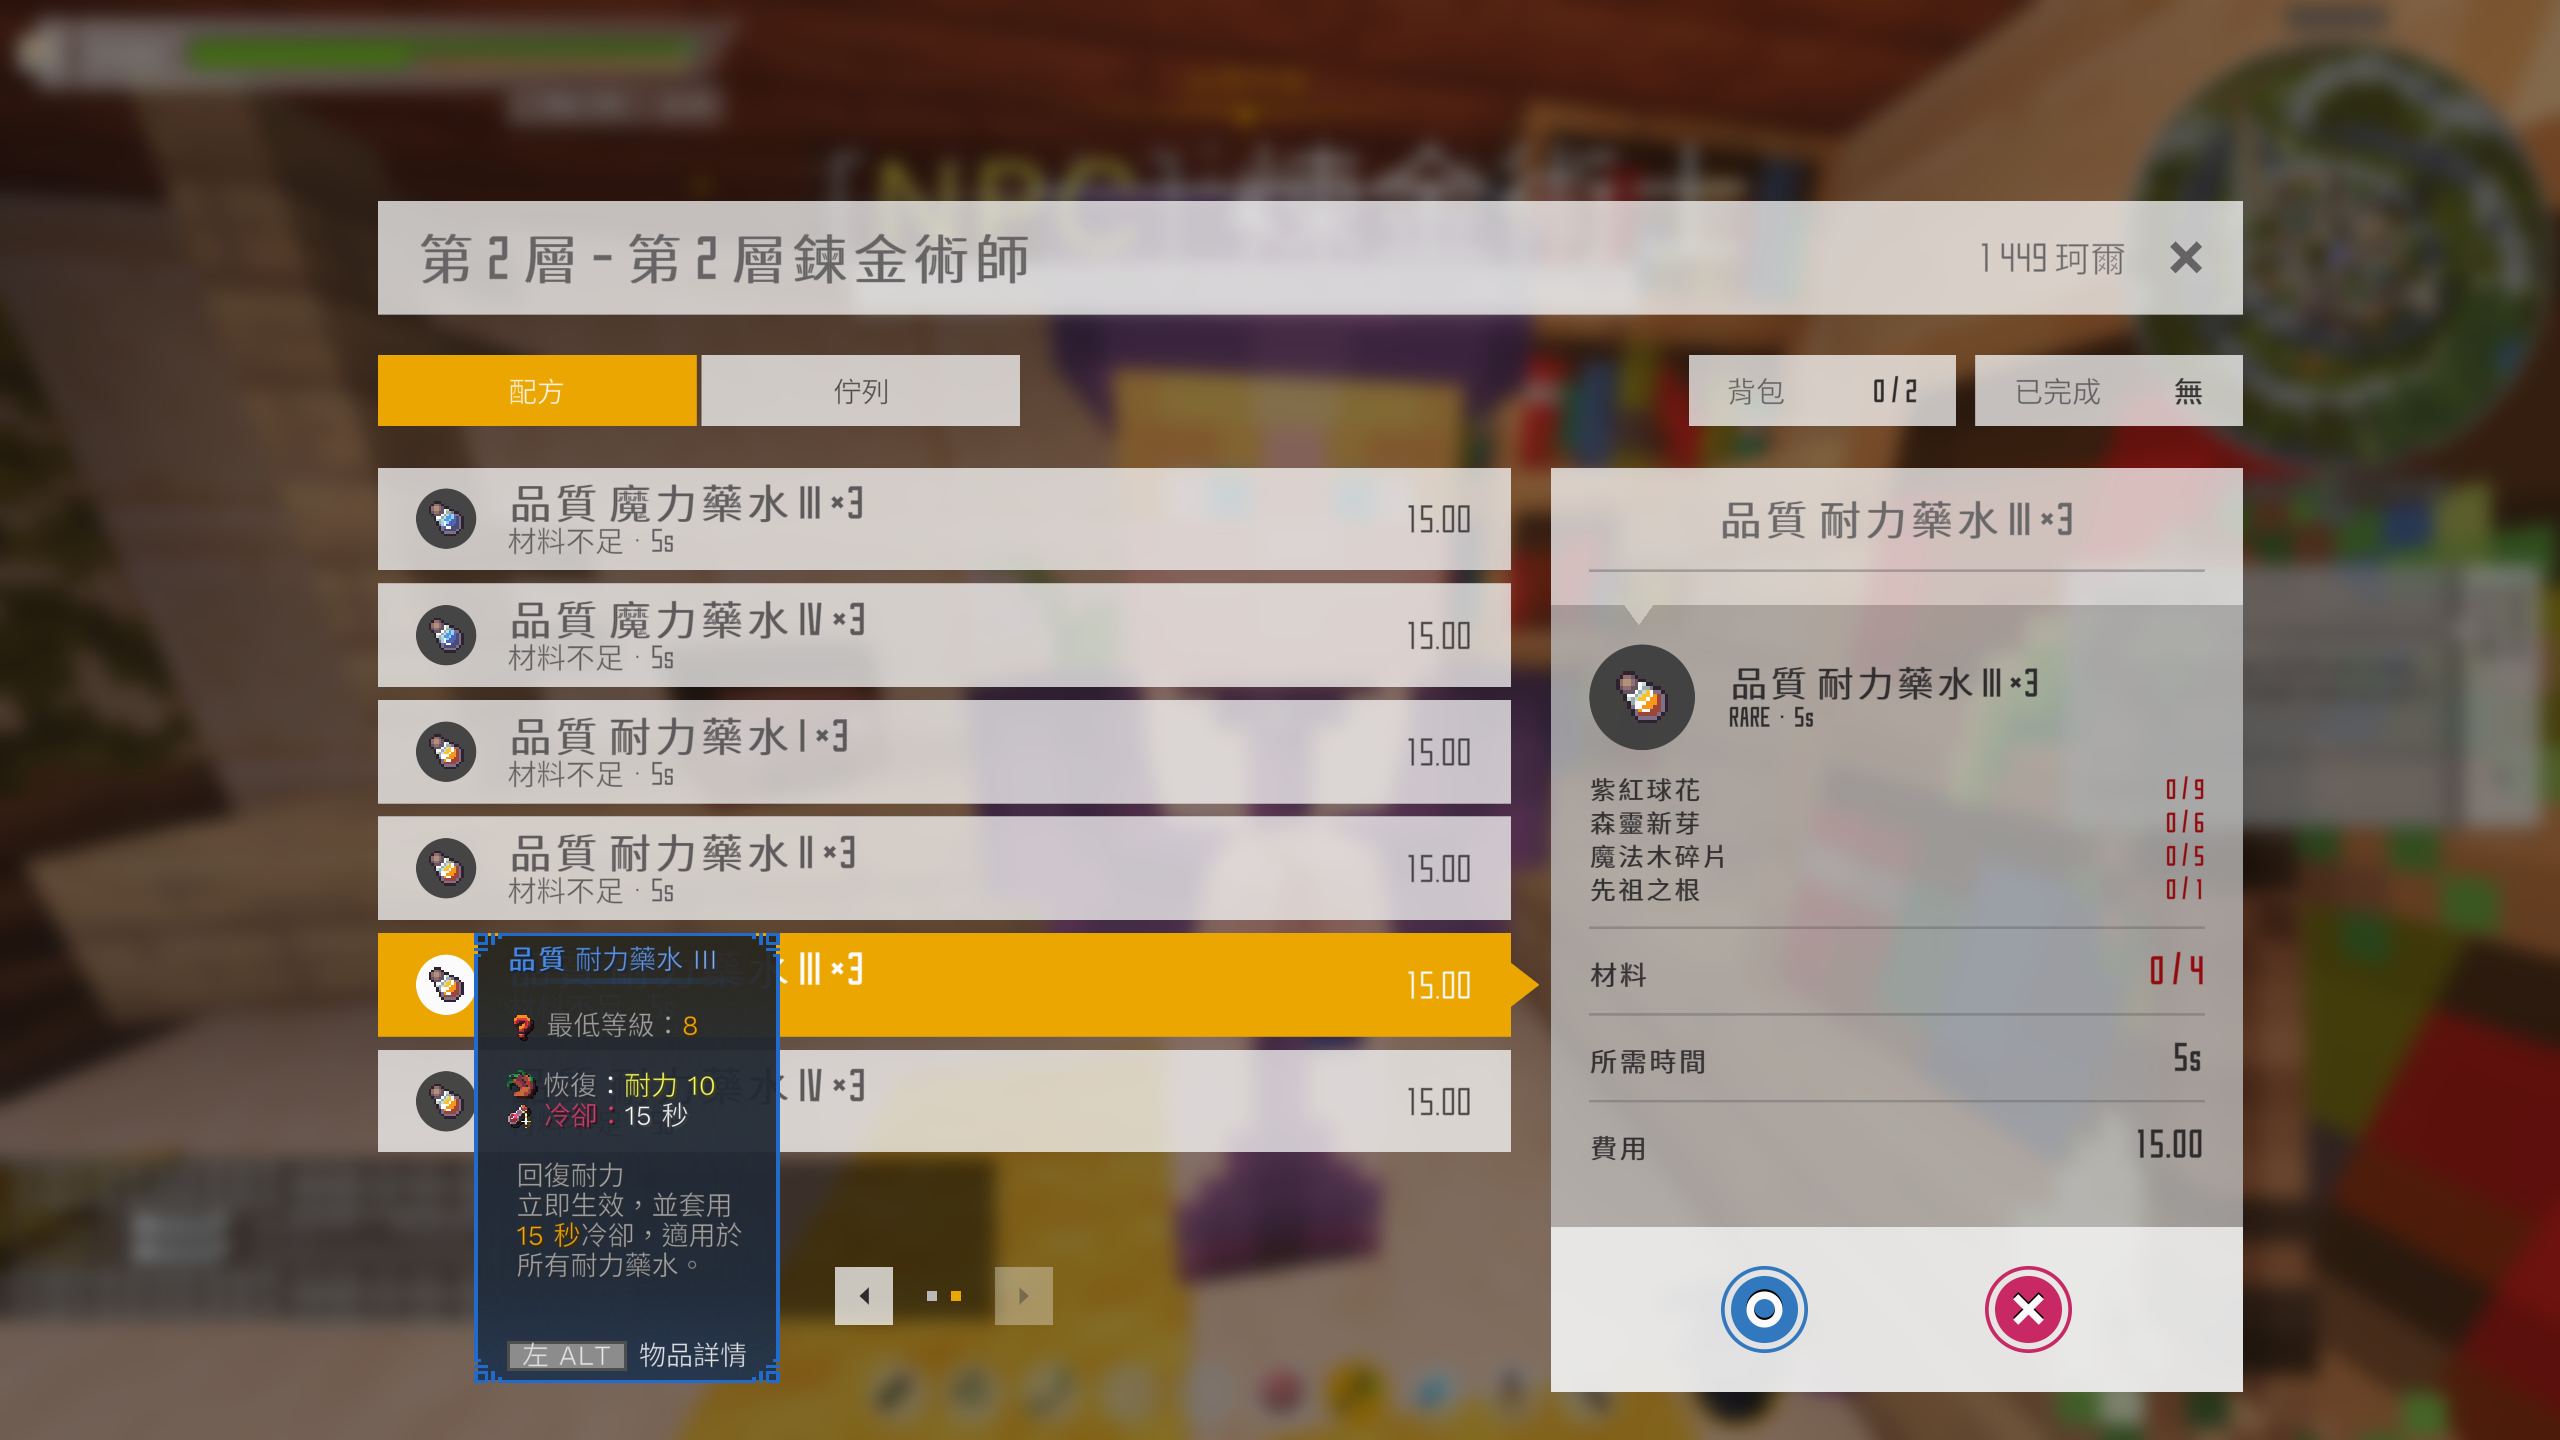 [NPC] 鍊金術士
第2層-第2層鍊金術師
1 449 珂爾
配方
佇列
背包 0/2
已完成 無
品質 魔力藥水 III ×3
材料不足 · 5s
15.00
品質 魔力藥水 IV ×3
材料不足 · 5s
15.00
品質 耐力藥水 I ×3
材料不足 · 5s
15.00
品質 耐力藥水 II ×3
材料不足 · 5s
15.00
水 III ×3
15.00
水 IV ×3
15.00
品質 耐力藥水 III
最低等級：8
恢復：耐力 10
冷卻：15 秒
回復耐力
立即生效，並套用
15 秒冷卻，適用於
所有耐力藥水。
左 ALT 物品詳情
品質 耐力藥水 III ×3
品質 耐力藥水 III ×3
RARE · 5s
紫紅球花 0/9
森靈新芽 0/6
魔法木碎片 0/5
先祖之根 0/1
材料 0/4
所需時間 5s
費用 15.00